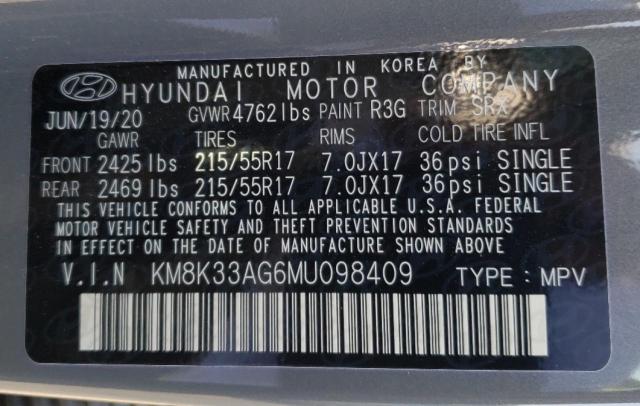 MANUFACTURED IN KOREA BY
HYUNDAI MOTOR COMPANY
JUN/19/20 GVWR 4762lbs PAINT R3G TRIM SRX
GAWR TIRES RIMS COLD TIRE INFL
FRONT 2425 lbs 215/55R17 7.0JX17 36 psi SINGLE
REAR 2469 lbs 215/55R17 7.0JX17 36 psi SINGLE
THIS VEHICLE CONFORMS TO ALL APPLICABLE U.S.A. FEDERAL
MOTOR VEHICLE SAFETY AND THEFT PREVENTION STANDARDS
IN EFFECT ON THE DATE OF MANUFACTURE SHOWN ABOVE
V.I.N KM8K33AG6MU098409 TYPE : MPV